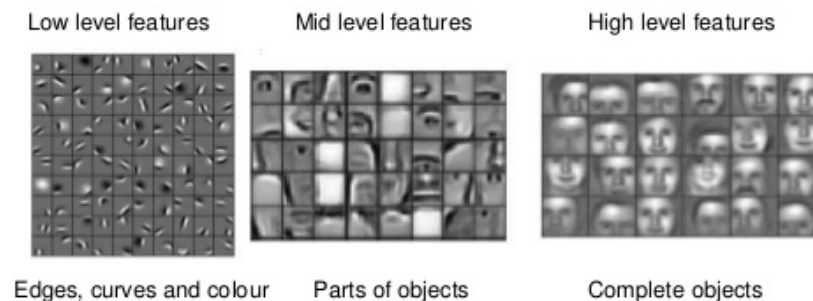 Low level features
Mid level features
High level features
Edges, curves and colour
Parts of objects
Complete objects